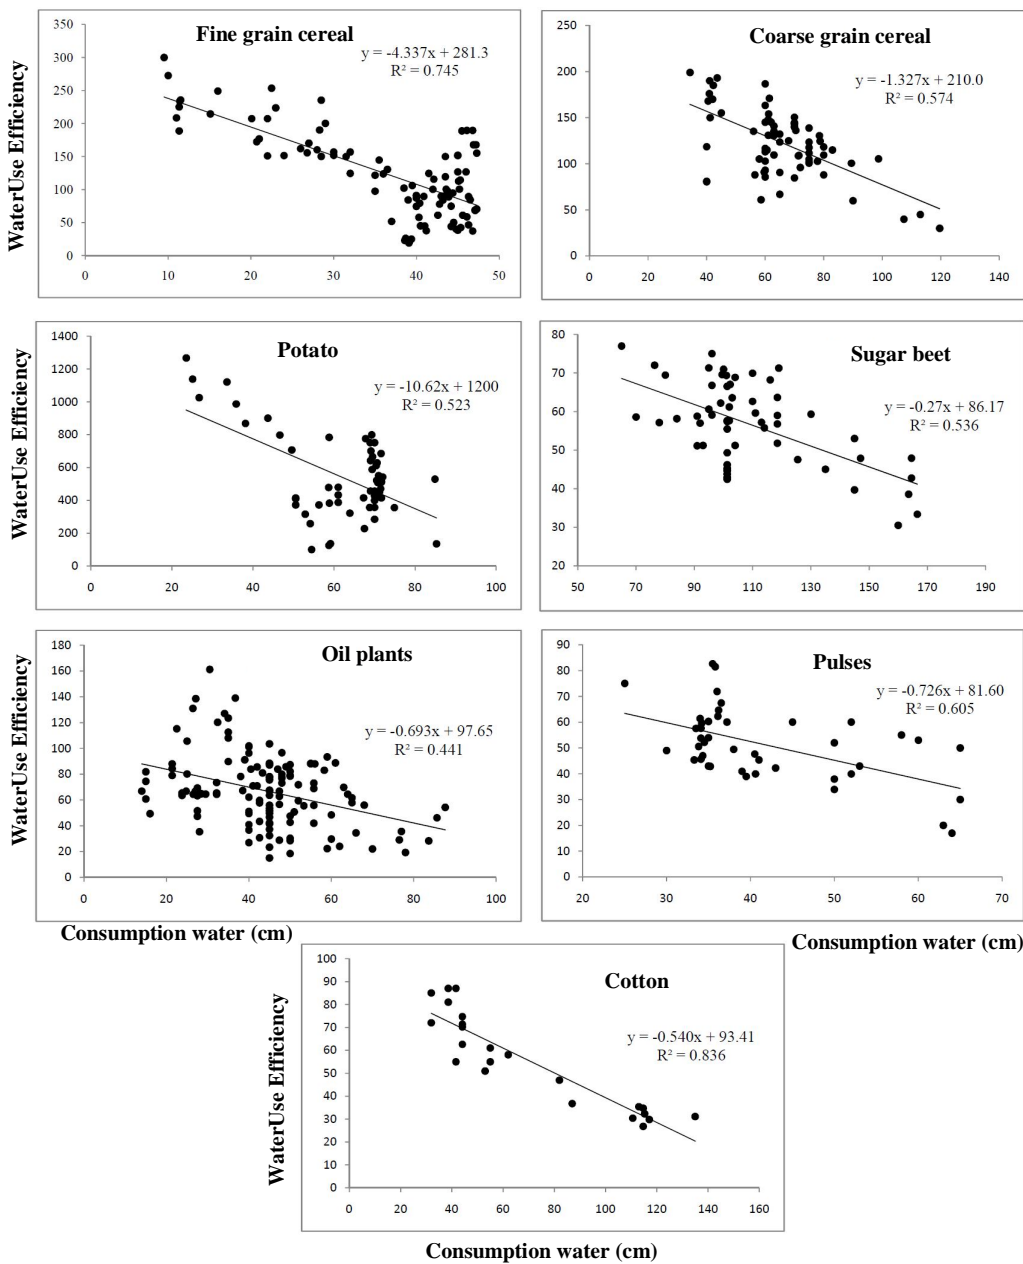 Fine grain cereal
y = -4.337x + 281.3
R² = 0.745
WaterUse Efficiency
350
300
250
200
150
100
50
0
0 10 20 30 40 50
Coarse grain cereal
y = -1.327x + 210.0
R² = 0.574
250
200
150
100
50
0
0 20 40 60 80 100 120 140
Potato
y = -10.62x + 1200
R² = 0.523
WaterUse Efficiency
1400
1200
1000
800
600
400
200
0
0 20 40 60 80 100
Sugar beet
y = -0.27x + 86.17
R² = 0.536
80
70
60
50
40
30
20
50 70 90 110 130 150 170 190
Oil plants
y = -0.693x + 97.65
R² = 0.441
WaterUse Efficiency
180
160
140
120
100
80
60
40
20
0
0 20 40 60 80 100
Consumption water (cm)
Pulses
y = -0.726x + 81.60
R² = 0.605
90
80
70
60
50
40
30
20
10
0
20 30 40 50 60 70
Consumption water (cm)
Cotton
y = -0.540x + 93.41
R² = 0.836
WaterUse Efficiency
100
90
80
70
60
50
40
30
20
10
0
0 20 40 60 80 100 120 140 160
Consumption water (cm)